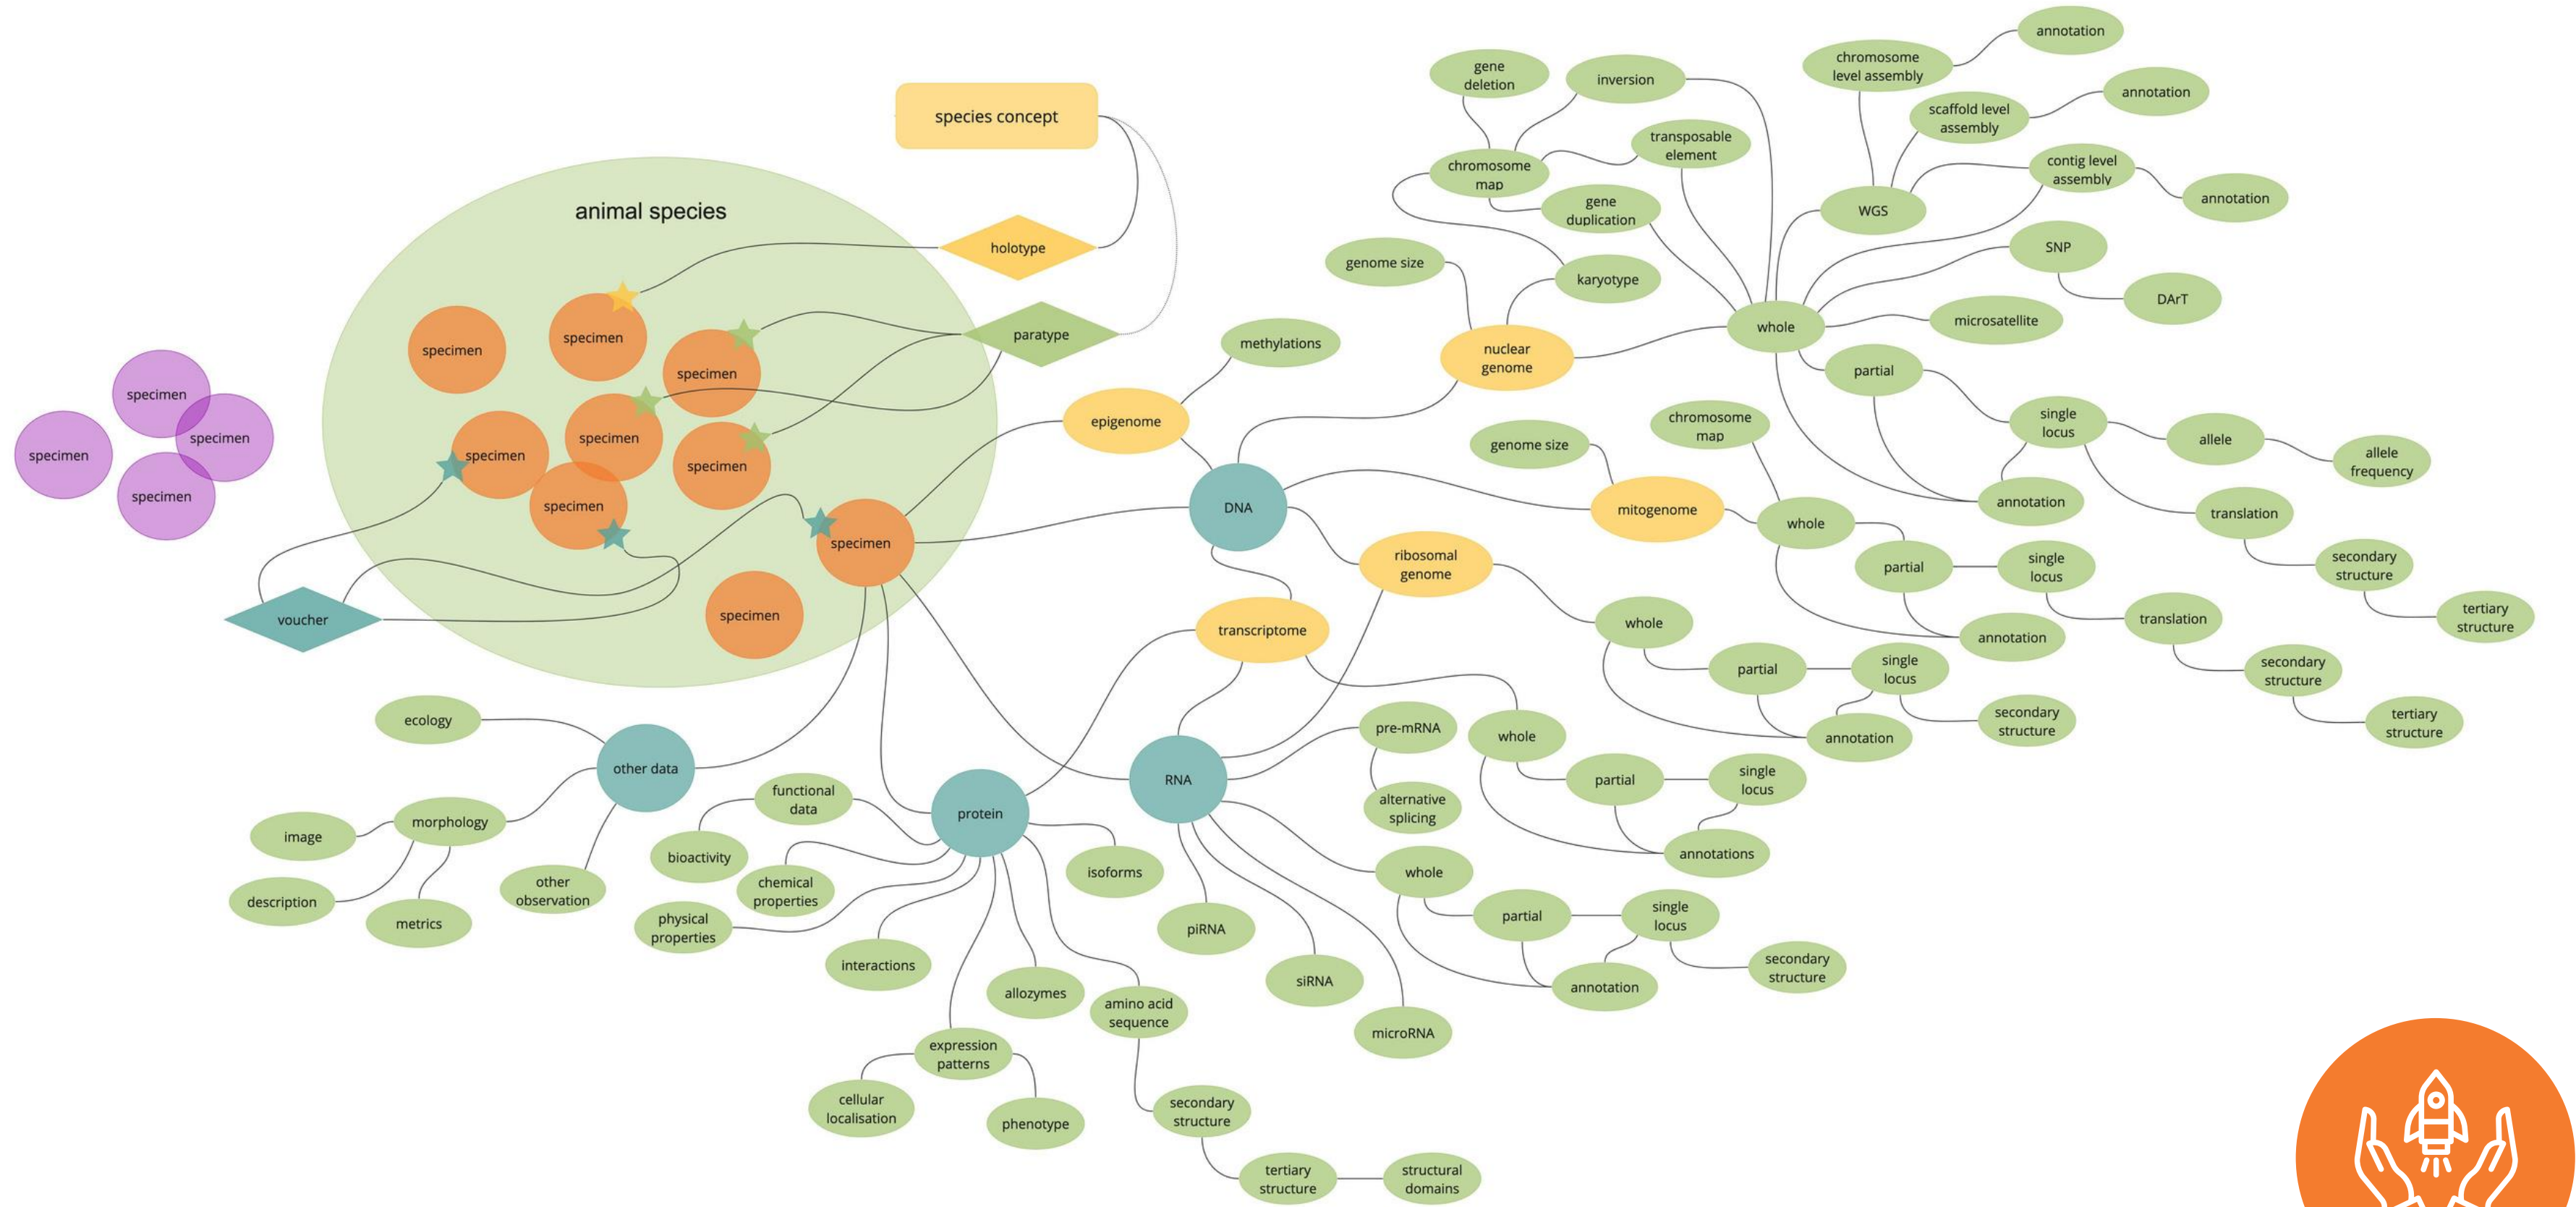 species concept
animal species
holotype
paratype
specimen
specimen
specimen
specimen
specimen
specimen
specimen
specimen
specimen
specimen
specimen
specimen
specimen
specimen
voucher
epigenome
methylations
DNA
nuclear
genome
genome size
karyotype
chromosome
map
gene
deletion
inversion
transposable
element
gene
duplication
whole
WGS
chromosome
level assembly
annotation
scaffold level
assembly
annotation
contig level
assembly
annotation
SNP
DArT
microsatellite
partial
single
locus
allele
allele
frequency
annotation
translation
secondary
structure
tertiary
structure
mitogenome
genome size
chromosome
map
whole
partial
single
locus
annotation
translation
secondary
structure
tertiary
structure
ribosomal
genome
whole
partial
single
locus
annotation
secondary
structure
transcriptome
whole
partial
single
locus
annotations
RNA
pre-mRNA
alternative
splicing
whole
partial
single
locus
annotation
secondary
structure
piRNA
siRNA
microRNA
protein
functional
data
bioactivity
chemical
properties
physical
properties
interactions
expression
patterns
cellular
localisation
phenotype
allozymes
amino acid
sequence
secondary
structure
tertiary
structure
structural
domains
isoforms
other data
ecology
morphology
image
description
metrics
other
observation